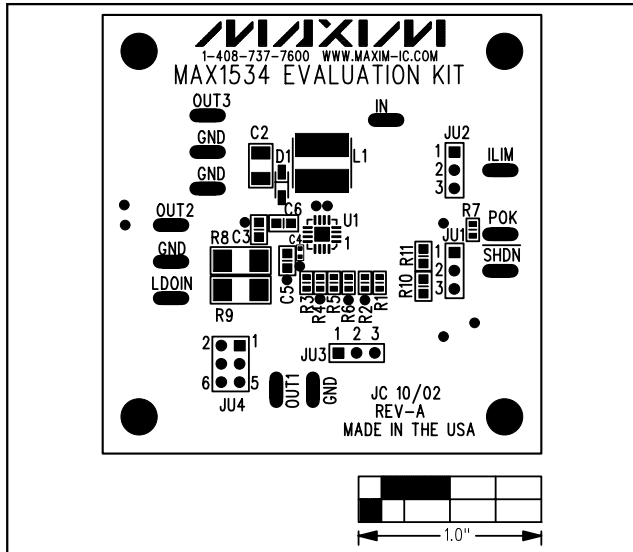 MAXIM
1-408-737-7600 WWW.MAXIM-IC.COM
MAX1534 EVALUATION KIT
OUT3
IN
GND
C2
D1
L1
JU2
1
2
3
ILIM
GND
OUT2
C6
U1
1
R7
POK
GND
R8
C3
C4
R11
JU1
1
2
3
SHDN
LDOIN
R9
C5
R3
R4
R5
R6
R2
R1
R10
1 2 3
JU3
2 1
6 5
JU4
OUT1
GND
JC 10/02
REV-A
MADE IN THE USA
1.0"